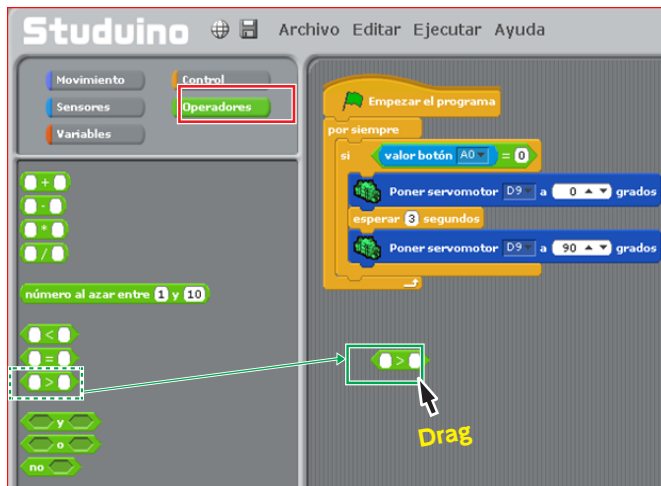 Studuino Archivo Editar Ejecutar Ayuda
Movimiento Control
Sensores Operadores
Variables
+
-
*
/
número al azar entre 1 y 10
<
=
>
y
o
no
Empezar el programa
por siempre
si valor botón A0 = 0
Poner servomotor D9 a 0 grados
esperar 3 segundos
Poner servomotor D9 a 90 grados
>
Drag